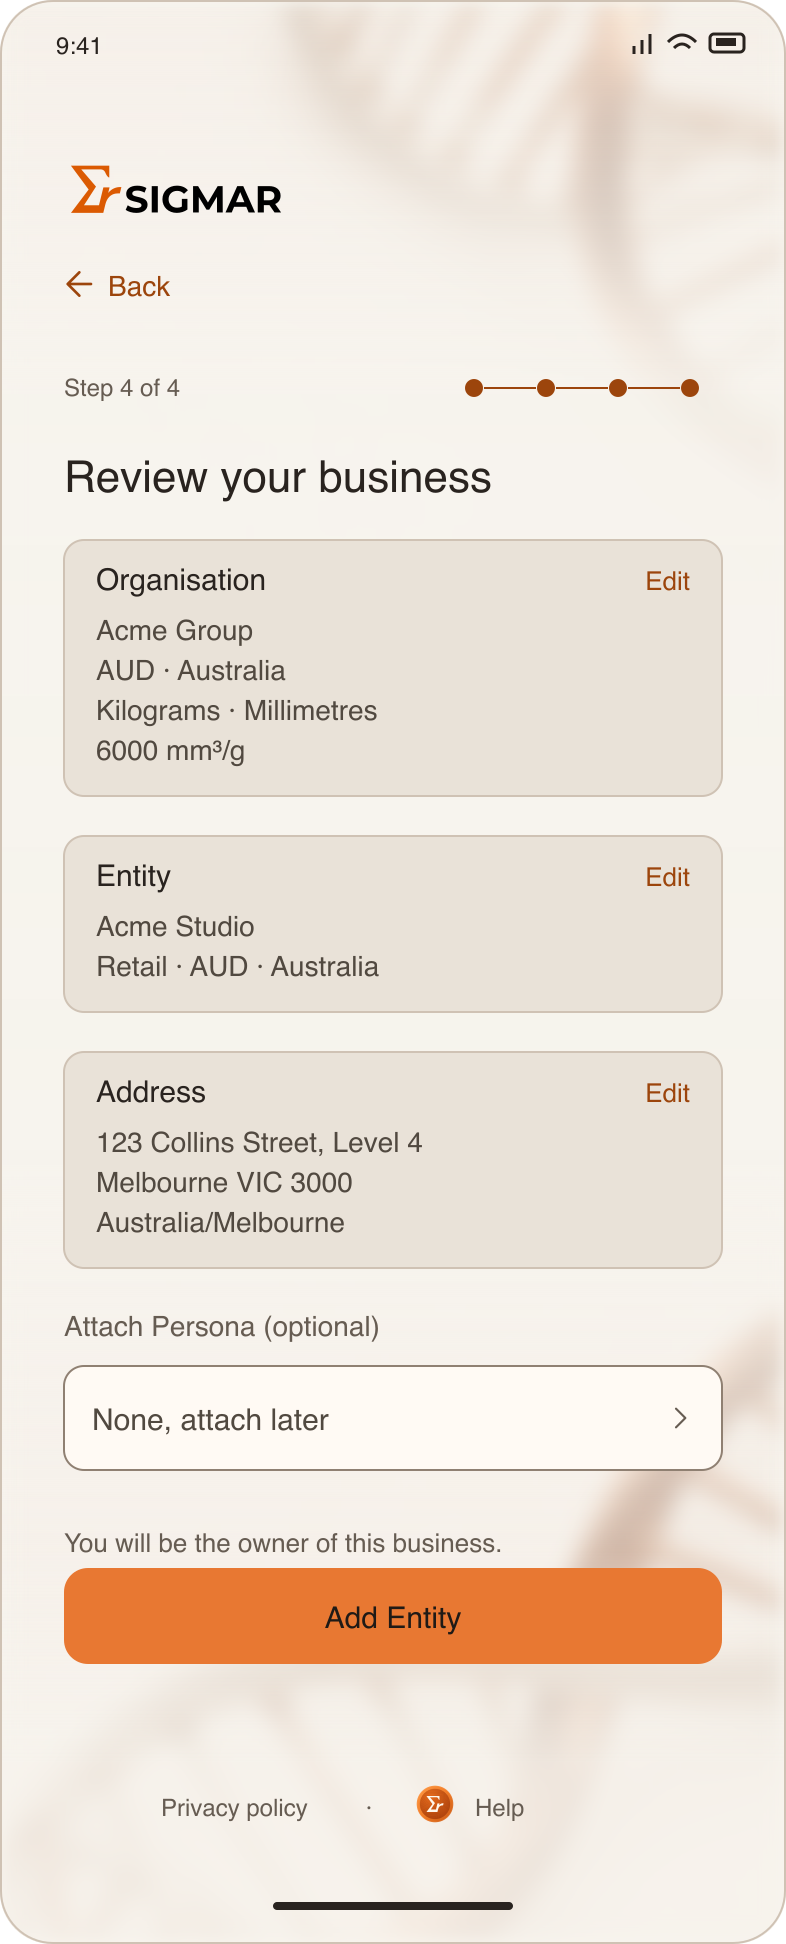 9:41
Σr SIGMAR
Back
Step 4 of 4
Review your business
Organisation Edit
Acme Group
AUD · Australia
Kilograms · Millimetres
6000 mm³/g
Entity Edit
Acme Studio
Retail · AUD · Australia
Address Edit
123 Collins Street, Level 4
Melbourne VIC 3000
Australia/Melbourne
Attach Persona (optional)
None, attach later
You will be the owner of this business.
Add Entity
Privacy policy · Σr Help